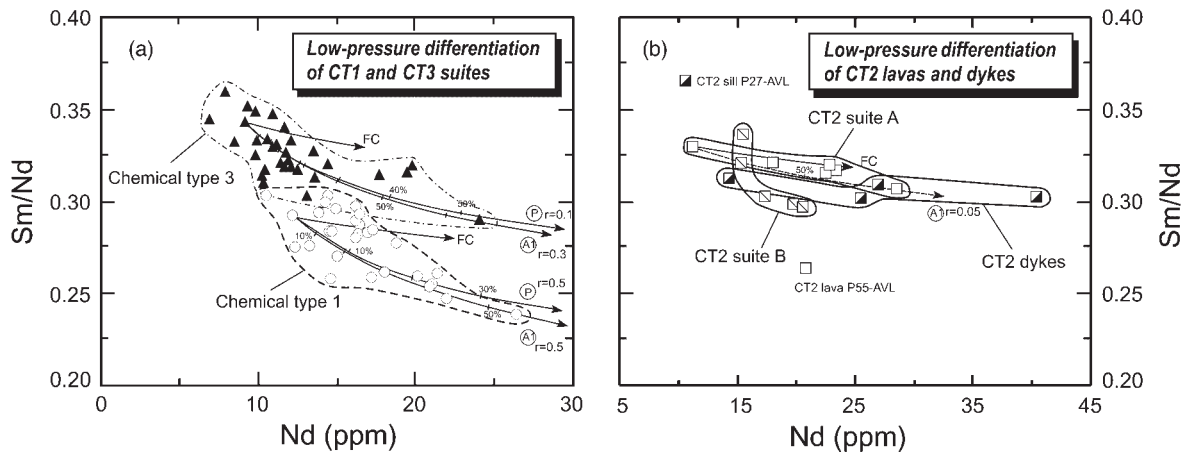 0.40
0.35
0.30
0.25
0.20
Sm/Nd
(a)
Low-pressure differentiation
of CT1 and CT3 suites
FC
Chemical type 3
40%
50%
50%
P r=0.1
A1 r=0.3
10%
10%
FC
Chemical type 1
30%
50%
P
r=0.5
A1
r=0.5
0
10
20
30
Nd (ppm)
(b)
Low-pressure differentiation
of CT2 lavas and dykes
CT2 sill P27-AVL
CT2 suite A
FC
50%
A1 r=0.05
CT2 suite B
CT2 dykes
CT2 lava P55-AVL
5
15
25
35
45
Nd (ppm)
0.40
0.35
0.30
0.25
0.20
Sm/Nd